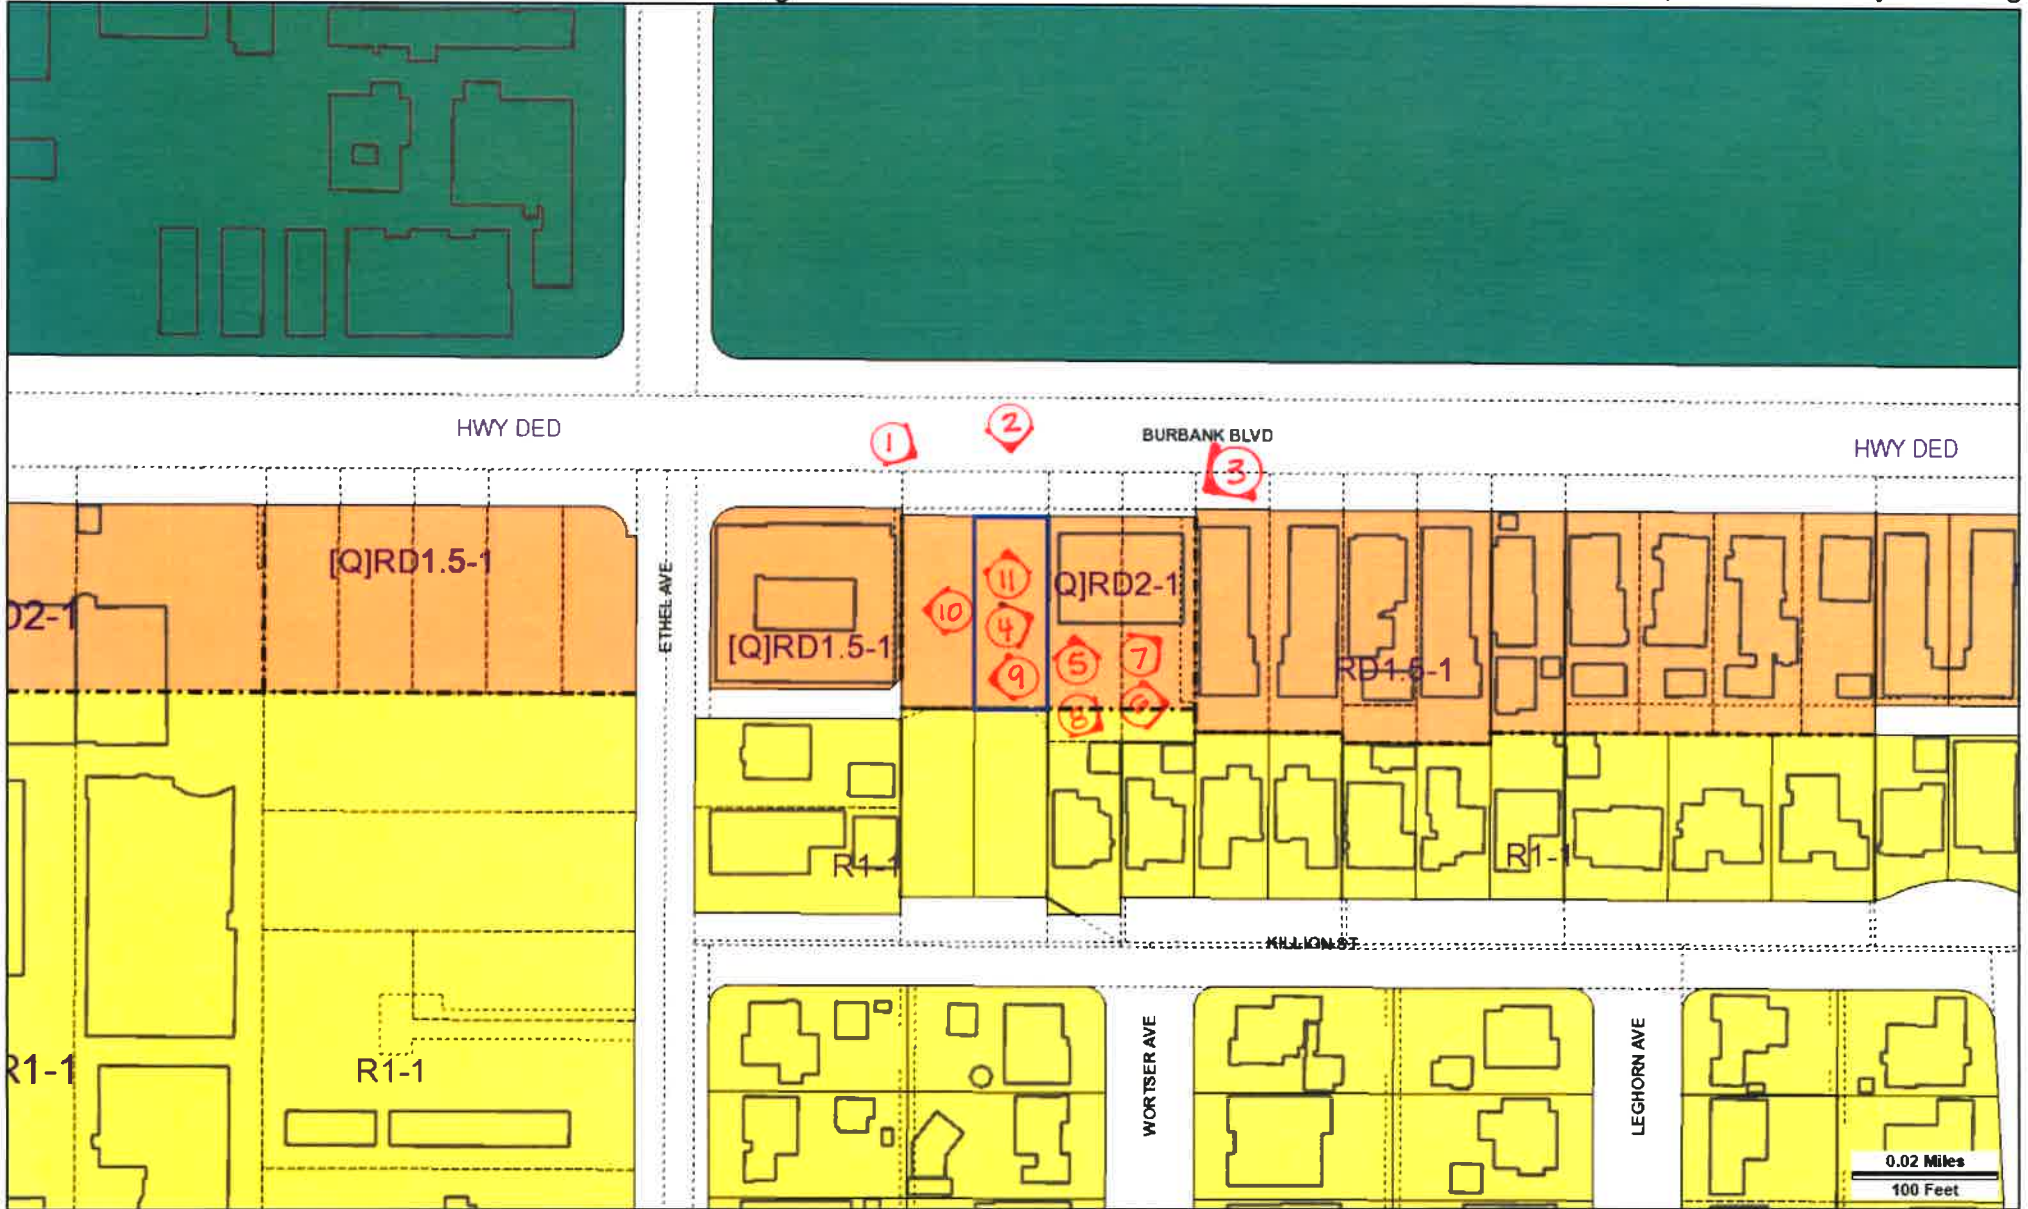 HWY DED
BURBANK BLVD
HWY DED
1
2
3
[Q]RD1.5-1
D2-1
ETHEL AVE
[Q]RD1.5-1
Q]RD2-1
RD1.5-1
11
10
4
9
5
7
8
6
R1-1
R1-1
KILLION ST
R1-1
R1-1
WORTSER AVE
LEGHORN AVE
0.02 Miles
100 Feet